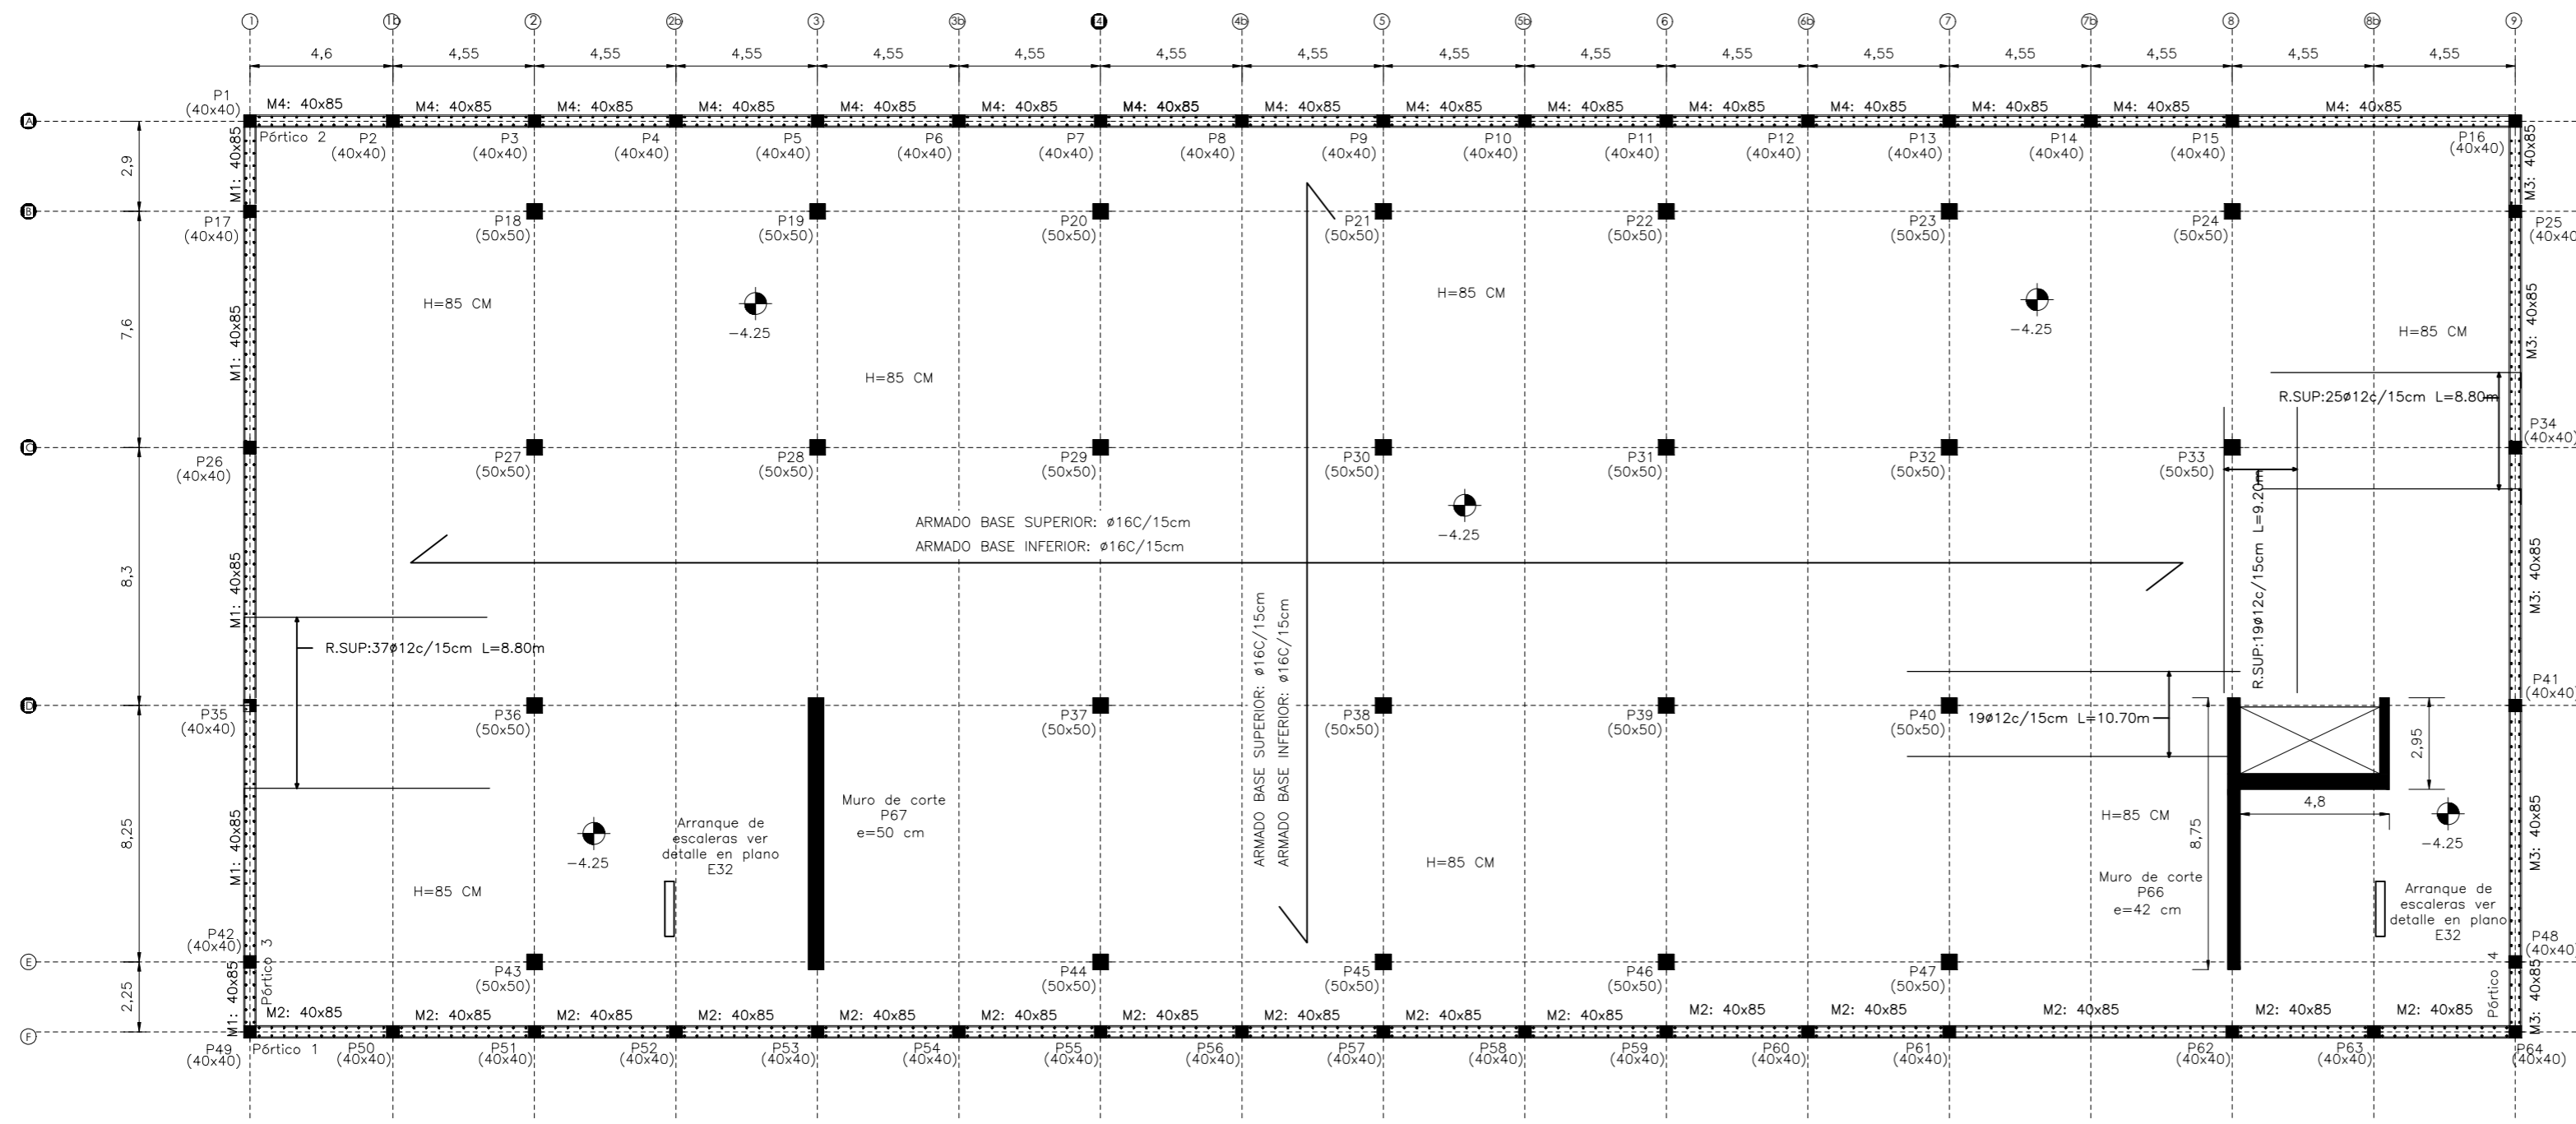 1 1b 2 2b 3 3b 4 4b 5 5b 6 6b 7 7b 8 8b 9
4,6 4,55 4,55 4,55 4,55 4,55 4,55 4,55 4,55 4,55 4,55 4,55 4,55 4,55 4,55 4,55
P1
(40x40)
M4: 40x85 M4: 40x85 M4: 40x85 M4: 40x85 M4: 40x85 M4: 40x85 M4: 40x85 M4: 40x85 M4: 40x85 M4: 40x85 M4: 40x85 M4: 40x85 M4: 40x85 M4: 40x85 M4: 40x85
A
Pórtico 2
P2 P3 P4 P5 P6 P7 P8 P9 P10 P11 P12 P13 P14 P15 P16
(40x40) (40x40) (40x40) (40x40) (40x40) (40x40) (40x40) (40x40) (40x40) (40x40) (40x40) (40x40) (40x40) (40x40) (40x40)
2,9
M1: 40x85
M3: 40x85
B
P17 P18 P19 P20 P21 P22 P23 P24 P25
(40x40) (50x50) (50x50) (50x50) (50x50) (50x50) (50x50) (50x50) (40x40
7,6
M1: 40x85
M3: 40x85
H=85 CM
H=85 CM
H=85 CM
H=85 CM
-4.25
-4.25
R.SUP:25ø12c/15cm L=8.80m
C
P26 P27 P28 P29 P30 P31 P32 P33 P34
(40x40) (50x50) (50x50) (50x50) (50x50) (50x50) (50x50) (50x50) (40x40)
8,3
M1: 40x85
M3: 40x85
ARMADO BASE SUPERIOR: ø16C/15cm
ARMADO BASE INFERIOR: ø16C/15cm
-4.25
R.SUP:19ø12c/15cm L=9.20m
R.SUP:37ø12c/15cm L=8.80m
ARMADO BASE SUPERIOR: ø16C/15cm
ARMADO BASE INFERIOR: ø16C/15cm
D
P35 P36 P37 P38 P39 P40 P41
(40x40) (50x50) (50x50) (50x50) (50x50) (50x50) (40x40)
19ø12c/15cm L=10.70m
2,95
4,8
8,75
8,25
M1: 40x85
M3: 40x85
Muro de corte
P67
e=50 cm
Arranque de
escaleras ver
detalle en plano
E32
-4.25
H=85 CM
H=85 CM
H=85 CM
Muro de corte
P66
e=42 cm
-4.25
Arranque de
escaleras ver
detalle en plano
E32
E
P42 P43 P44 P45 P46 P47 P48
(40x40) (50x50) (50x50) (50x50) (50x50) (50x50) (40x40)
2,25
M1: 40x85
Pórtico 3
Pórtico 4
M3: 40x85
M2: 40x85 M2: 40x85 M2: 40x85 M2: 40x85 M2: 40x85 M2: 40x85 M2: 40x85 M2: 40x85 M2: 40x85 M2: 40x85 M2: 40x85 M2: 40x85 M2: 40x85 M2: 40x85 M2: 40x85
F
P49 Pórtico 1 P50 P51 P52 P53 P54 P55 P56 P57 P58 P59 P60 P61 P62 P63 P64
(40x40) (40x40) (40x40) (40x40) (40x40) (40x40) (40x40) (40x40) (40x40) (40x40) (40x40) (40x40) (40x40) (40x40) (40x40) (40x40)